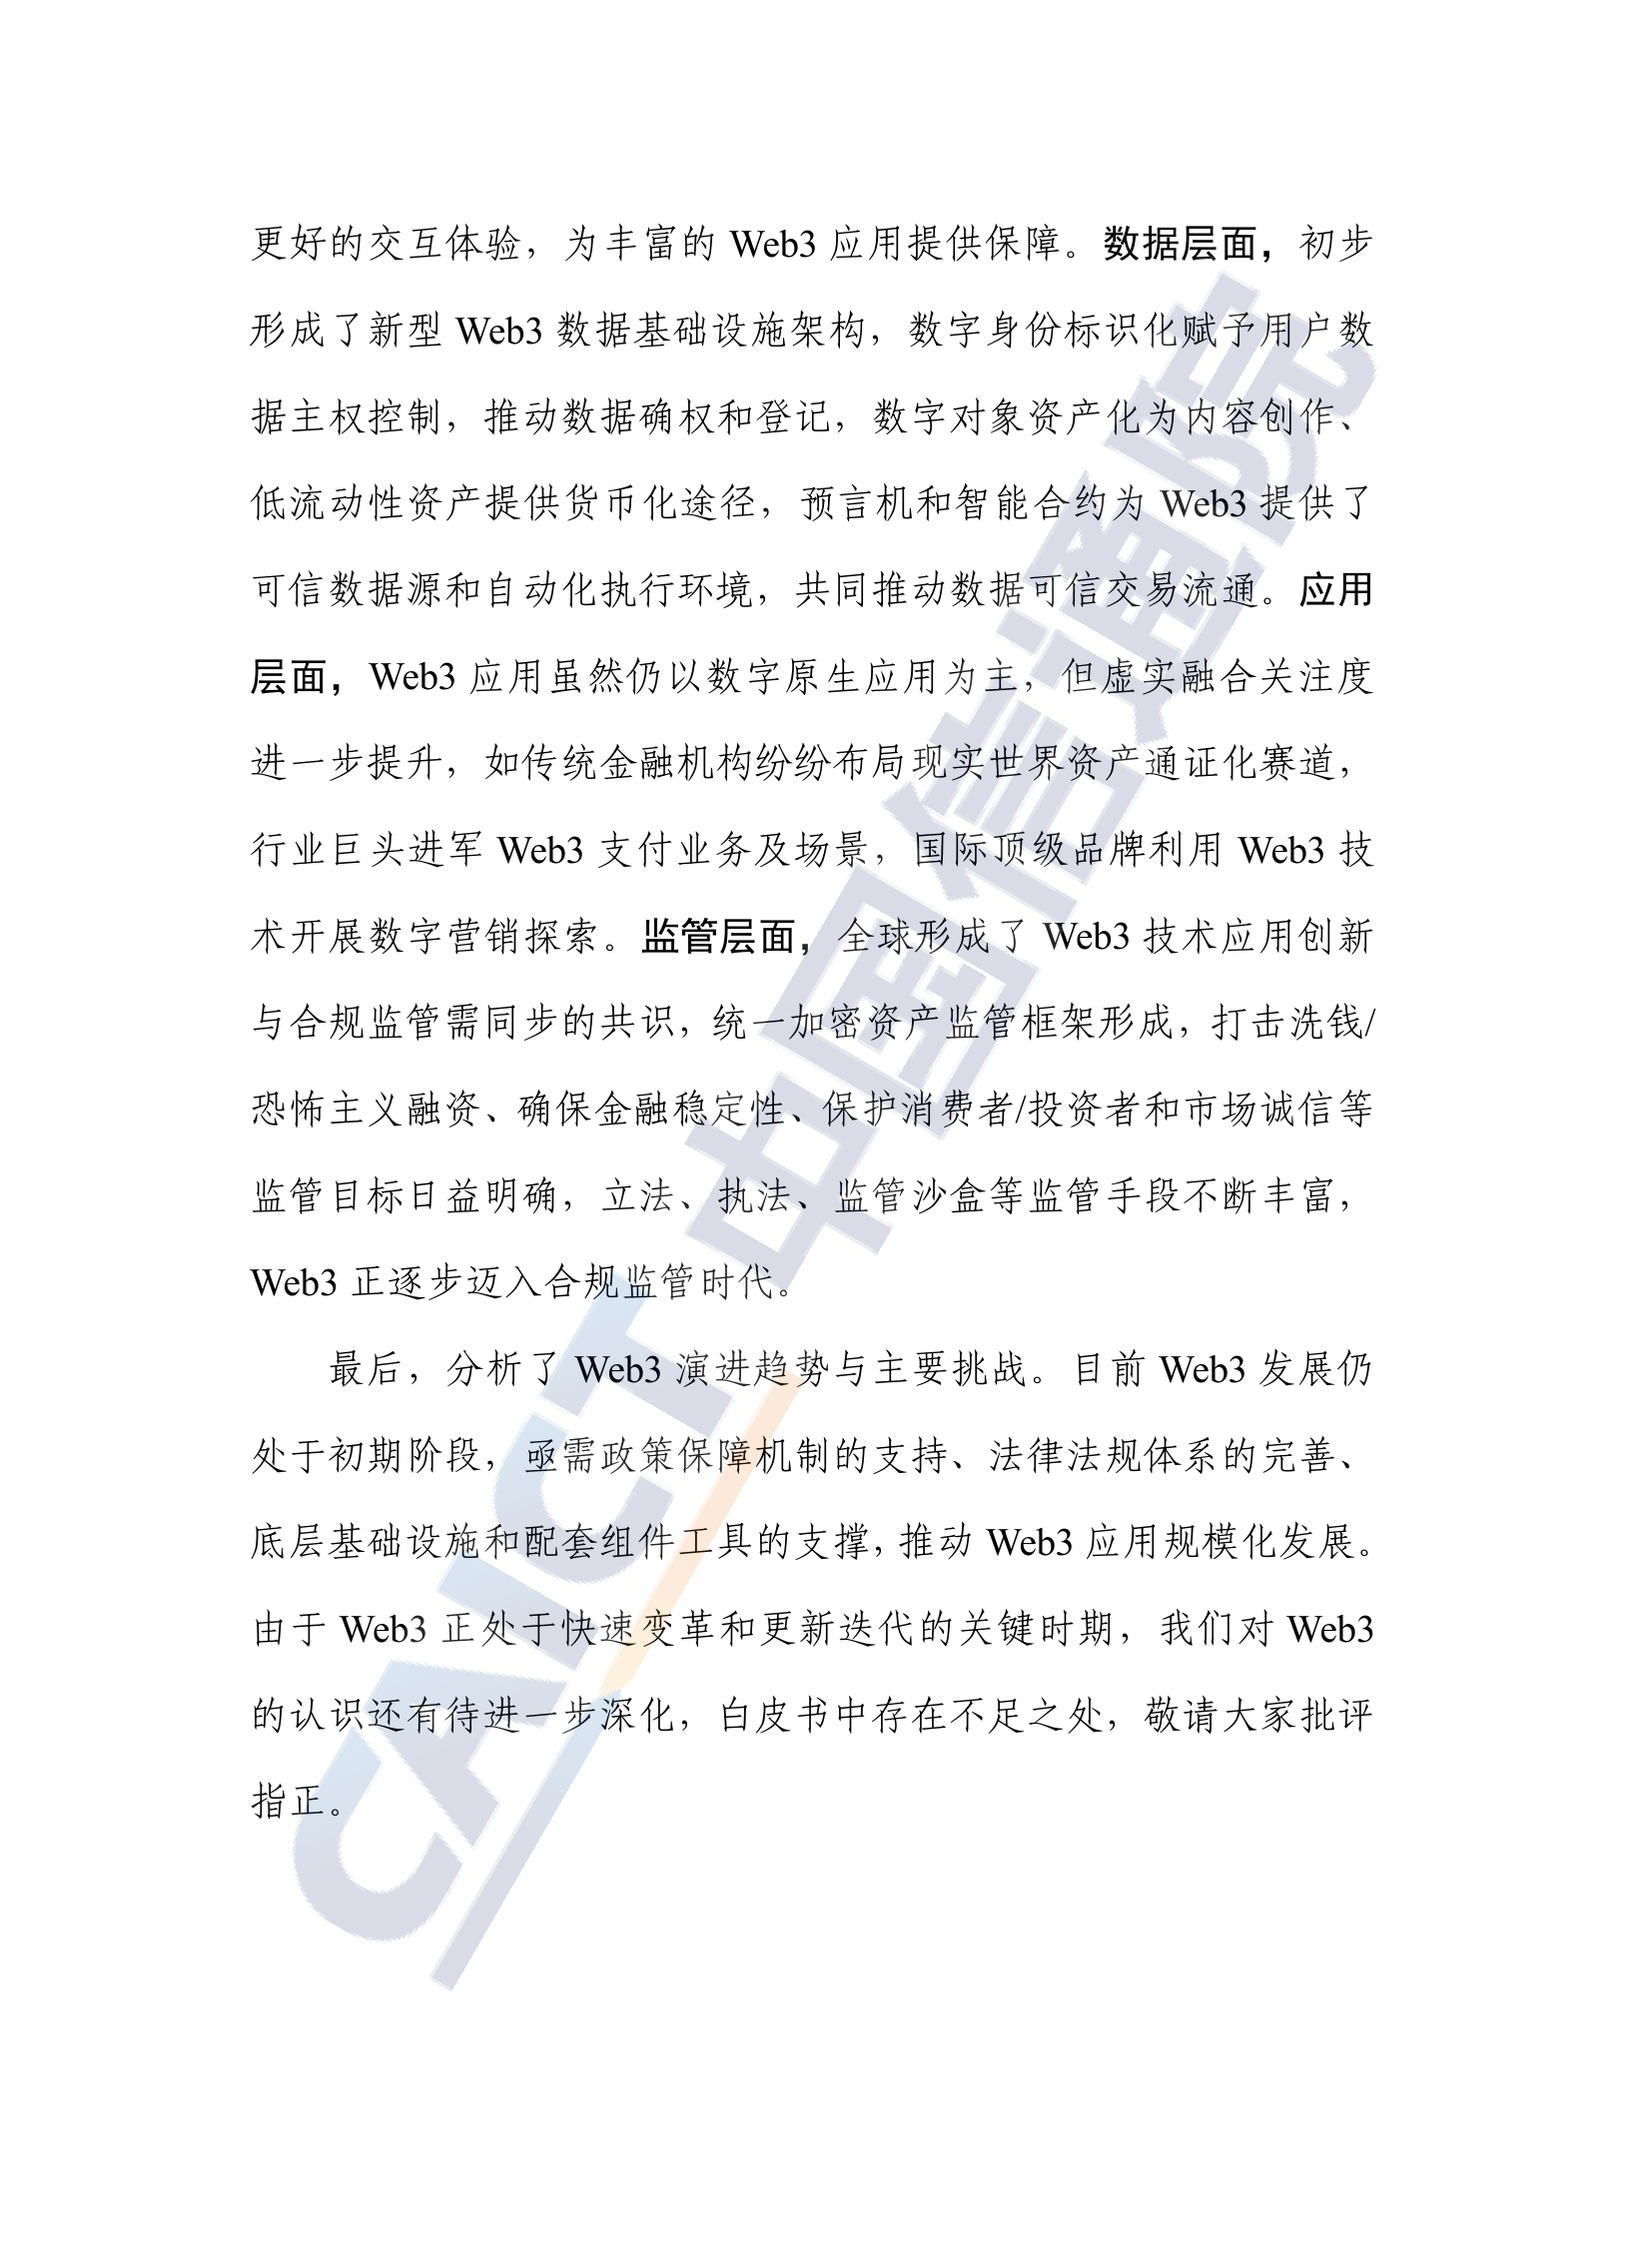 更好的交互体验，为丰富的 Web3 应用提供保障。数据层面，初步
形成了新型 Web3 数据基础设施架构，数字身份标识化赋予用户数
据主权控制，推动数据确权和登记，数字对象资产化为内容创作、
低流动性资产提供货币化途径，预言机和智能合约为 Web3 提供了
可信数据源和自动化执行环境，共同推动数据可信交易流通。应用
层面，Web3 应用虽然仍以数字原生应用为主，但虚实融合关注度
进一步提升，如传统金融机构纷纷布局现实世界资产通证化赛道，
行业巨头进军 Web3 支付业务及场景，国际顶级品牌利用 Web3 技
术开展数字营销探索。监管层面，全球形成了 Web3 技术应用创新
与合规监管需同步的共识，统一加密资产监管框架形成，打击洗钱/
恐怖主义融资、确保金融稳定性、保护消费者/投资者和市场诚信等
监管目标日益明确，立法、执法、监管沙盒等监管手段不断丰富，
Web3 正逐步迈入合规监管时代。
最后，分析了 Web3 演进趋势与主要挑战。目前 Web3 发展仍
处于初期阶段，亟需政策保障机制的支持、法律法规体系的完善、
底层基础设施和配套组件工具的支撑，推动 Web3 应用规模化发展。
由于 Web3 正处于快速变革和更新迭代的关键时期，我们对 Web3
的认识还有待进一步深化，白皮书中存在不足之处，敬请大家批评
指正。
CAICT 中国信通院